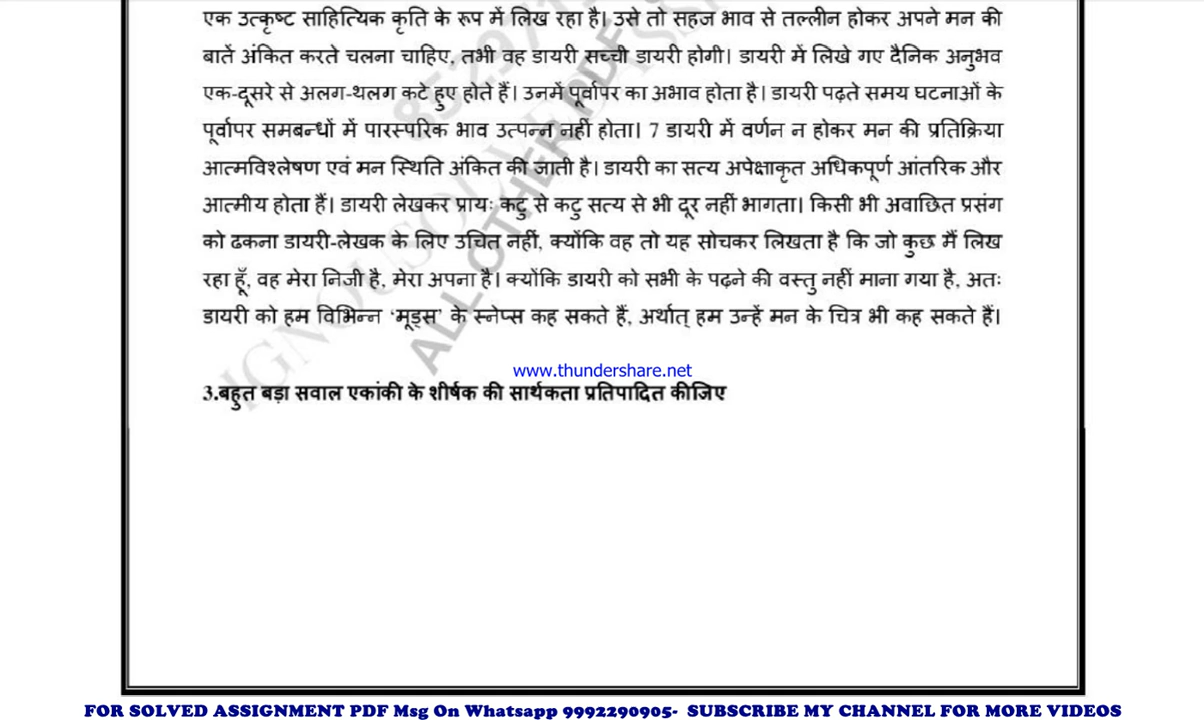 एक उत्कृष्ट साहित्यिक कृति के रूप में लिख रहा है। उसे तो सहज भाव से तल्लीन होकर अपने मन की
बातें अंकित करते चलना चाहिए, तभी वह डायरी सच्ची डायरी होगी। डायरी में लिखे गए दैनिक अनुभव
एक-दूसरे से अलग-थलग कटे हुए होते हैं। उनमें पूर्वापर का अभाव होता है। डायरी पढ़ते समय घटनाओं के
पूर्वापर समबन्धों में पारस्परिक भाव उत्पन्न नहीं होता। 7 डायरी में वर्णन न होकर मन की प्रतिक्रिया
आत्मविश्लेषण एवं मन स्थिति अंकित की जाती है। डायरी का सत्य अपेक्षाकृत अधिकपूर्ण आंतरिक और
आत्मीय होता हैं। डायरी लेखकर प्रायः कटु से कटु सत्य से भी दूर नहीं भागता। किसी भी अवाछित प्रसंग
को ढकना डायरी-लेखक के लिए उचित नहीं, क्योंकि वह तो यह सोचकर लिखता है कि जो कुछ मैं लिख
रहा हूँ, वह मेरा निजी है, मेरा अपना है। क्योंकि डायरी को सभी के पढ़ने की वस्तु नहीं माना गया है, अतः
डायरी को हम विभिन्न ‘मूड्स’ के स्नेप्स कह सकते हैं, अर्थात् हम उन्हें मन के चित्र भी कह सकते हैं।
www.thundershare.net
3.बहुत बड़ा सवाल एकांकी के शीर्षक की सार्थकता प्रतिपादित कीजिए
FOR SOLVED ASSIGNMENT PDF Msg On Whatsapp 9992290905- SUBSCRIBE MY CHANNEL FOR MORE VIDEOS